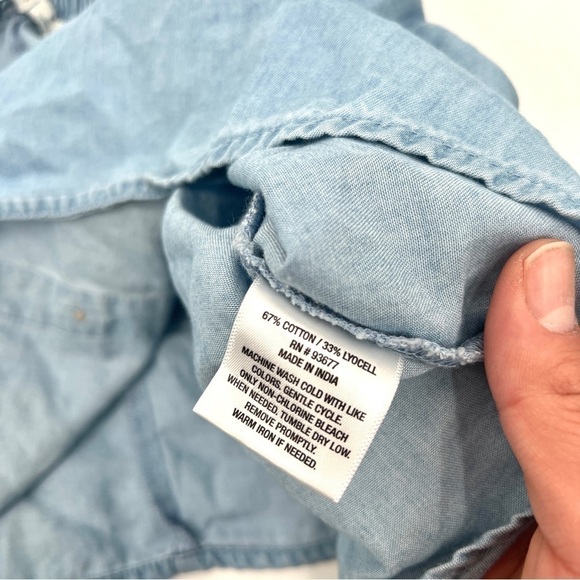 67% COTTON / 33% LYOCELL
RN # 93677
MADE IN INDIA
MACHINE WASH COLD WITH LIKE
COLORS. GENTLE CYCLE.
ONLY NON-CHLORINE BLEACH
WHEN NEEDED. TUMBLE DRY LOW.
REMOVE PROMPTLY.
WARM IRON IF NEEDED.